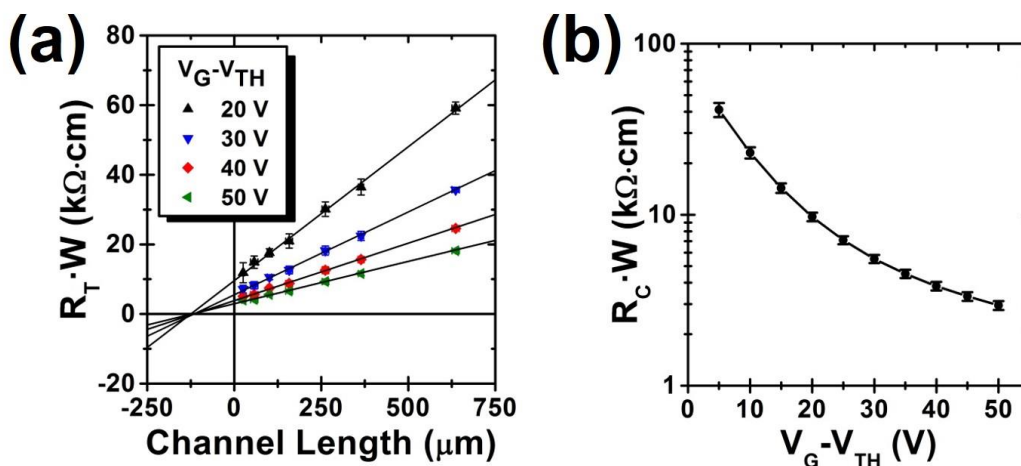 (a)
R_T·W (kΩ·cm)
80
60
40
20
0
-20
V_G-V_TH
20 V
30 V
40 V
50 V
-250 0 250 500 750
Channel Length (μm)
(b)
R_C·W (kΩ·cm)
100
10
1
0 10 20 30 40 50
V_G-V_TH (V)